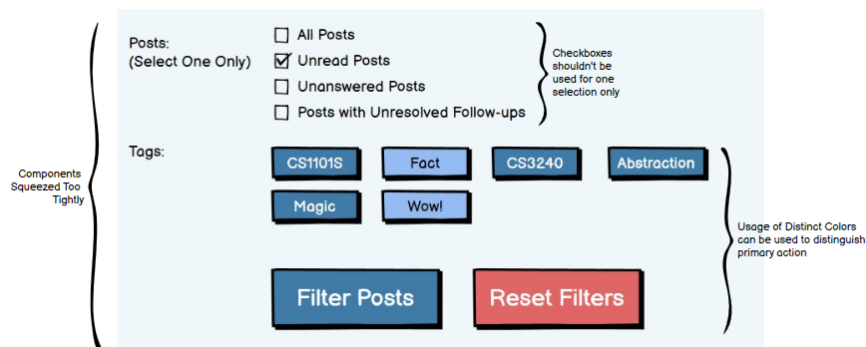 Posts:
(Select One Only)
All Posts
Unread Posts
Unanswered Posts
Posts with Unresolved Follow-ups
Checkboxes
shouldn't be
used for one
selection only
Components
Squeezed Too
Tightly
Tags:
CS1101S
Fact
CS3240
Abstraction
Magic
Wow!
Usage of Distinct Colors
can be used to distinguish
primary action
Filter Posts
Reset Filters